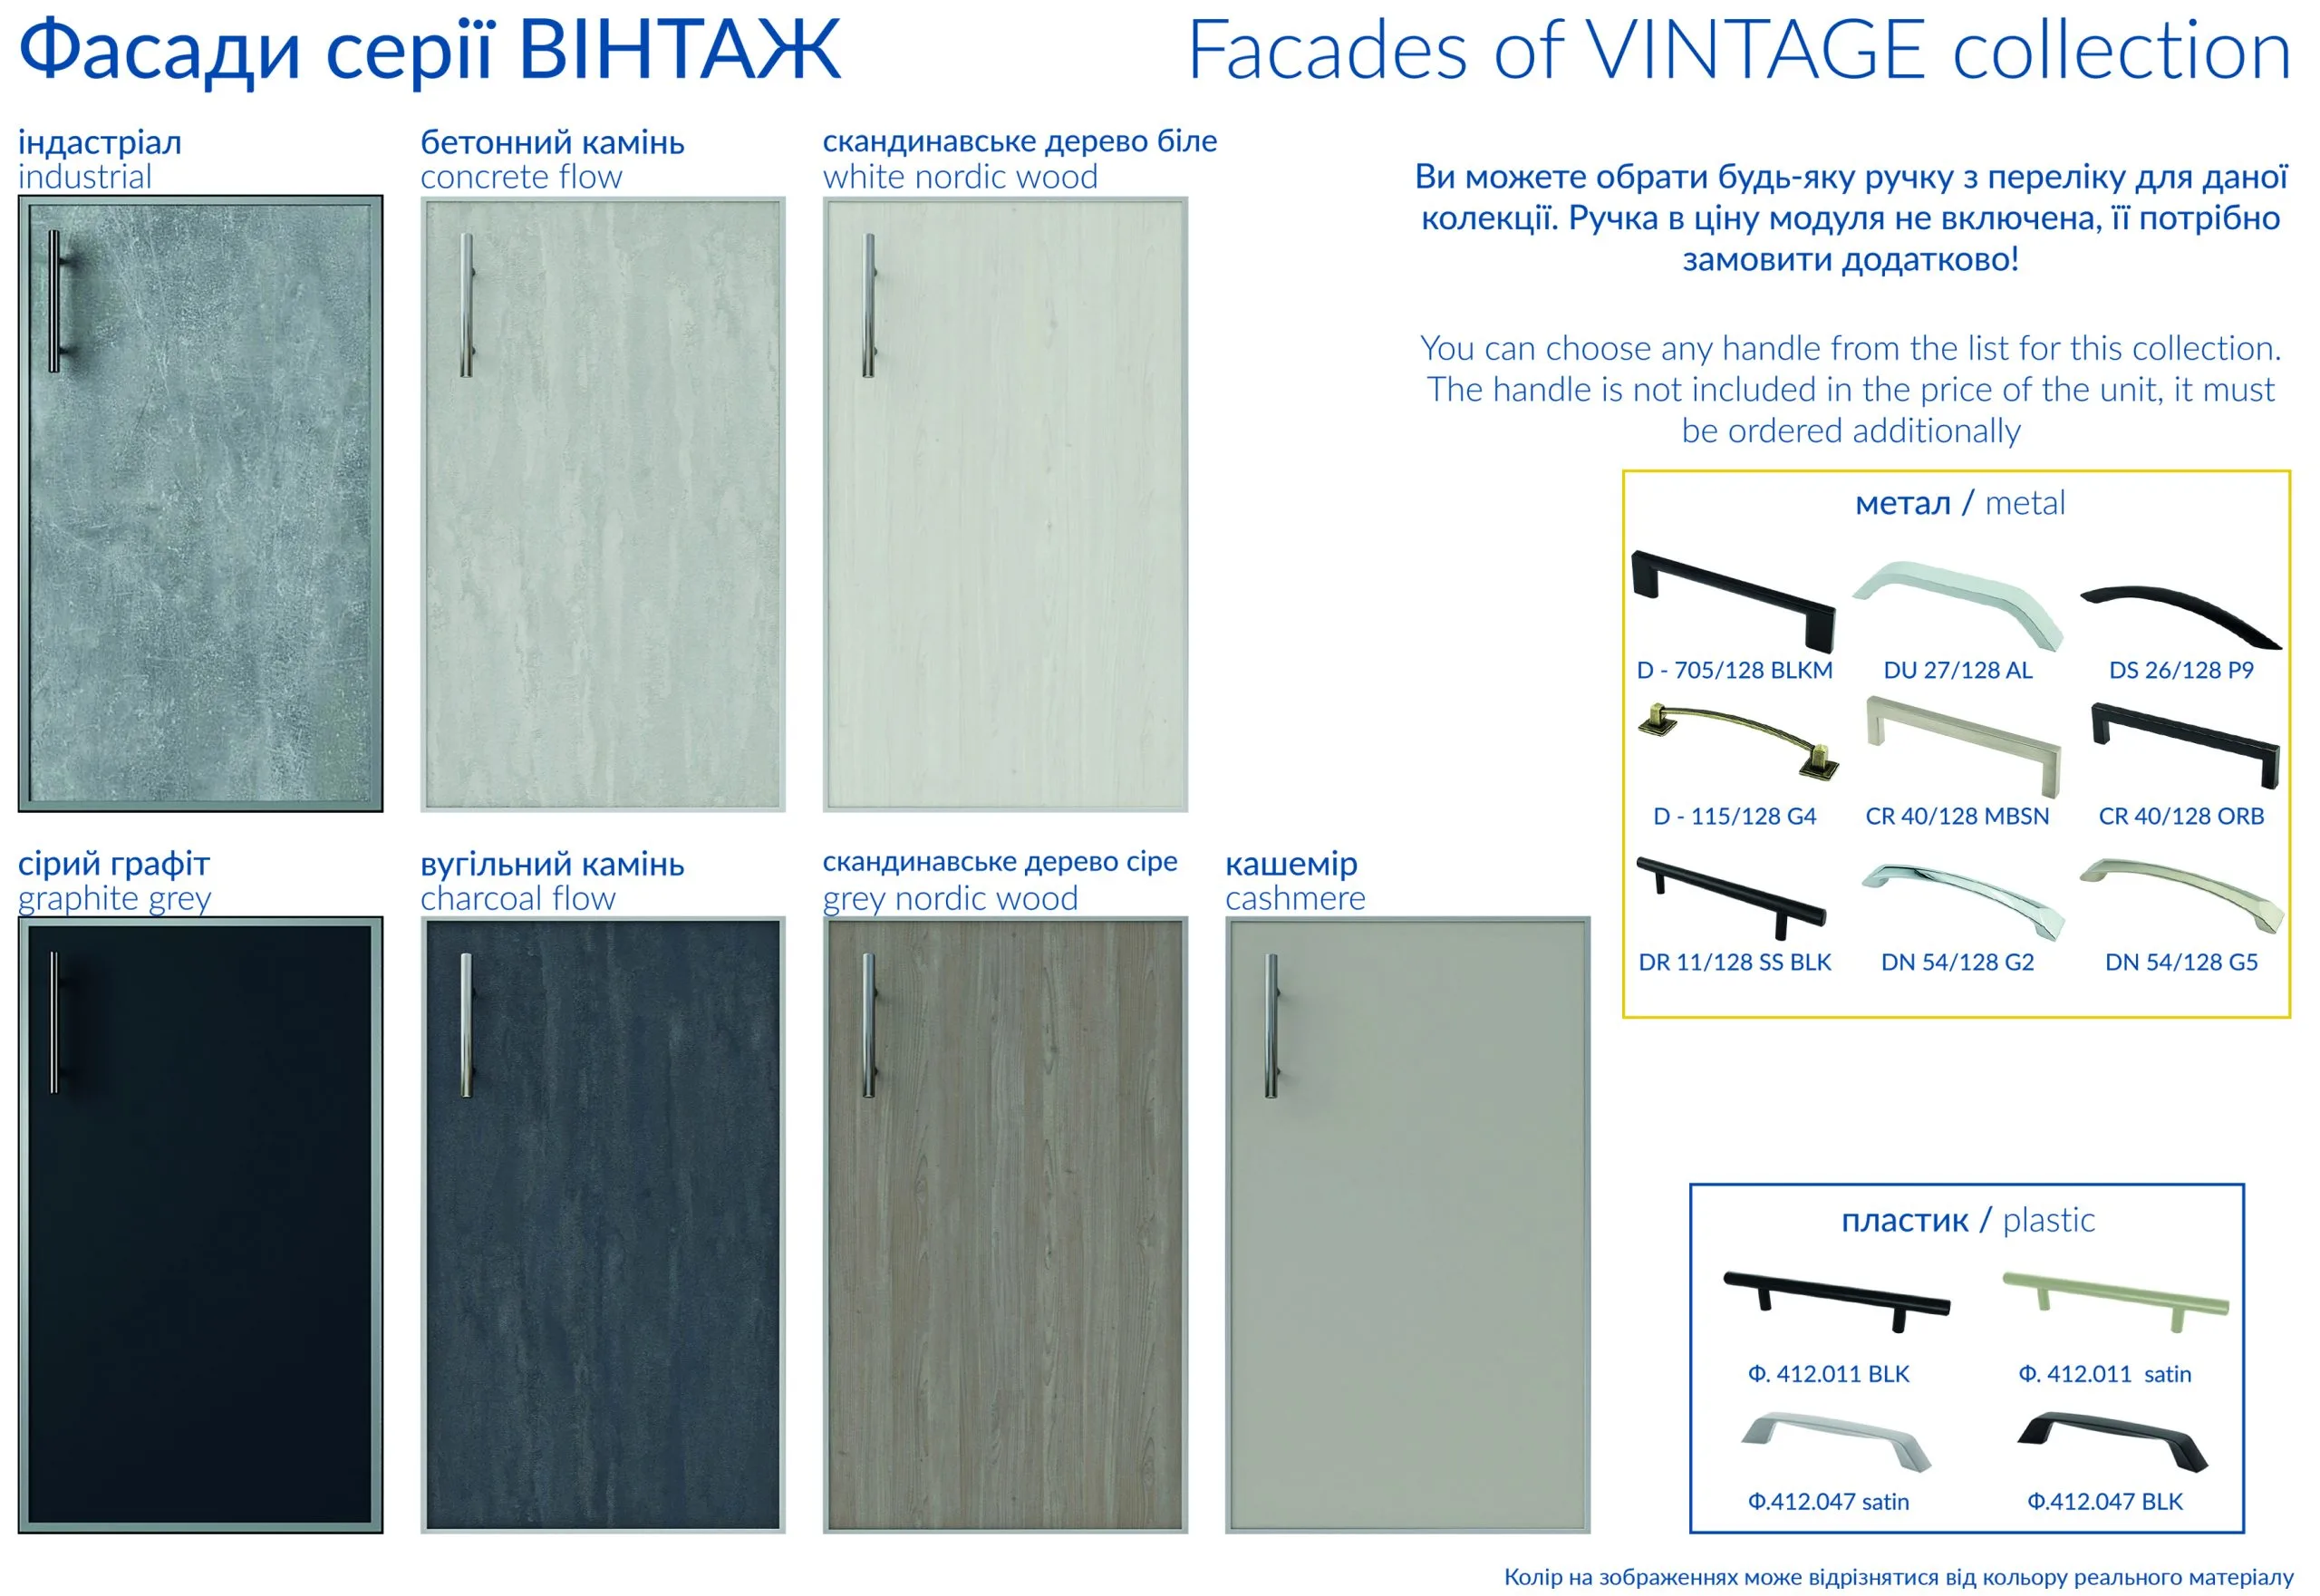 Фасади серії ВІНТАЖ
Facades of VINTAGE collection
індастріал
industrial
бетонний камінь
concrete flow
скандинавське дерево біле
white nordic wood
Ви можете обрати будь-яку ручку з переліку для даної
колекції. Ручка в ціну модуля не включена, її потрібно
замовити додатково!
You can choose any handle from the list for this collection.
The handle is not included in the price of the unit, it must
be ordered additionally
метал / metal
D - 705/128 BLKM
DU 27/128 AL
DS 26/128 P9
D - 115/128 G4
CR 40/128 MBSN
CR 40/128 ORB
DR 11/128 SS BLK
DN 54/128 G2
DN 54/128 G5
сірий графіт
graphite grey
вугільний камінь
charcoal flow
скандинавське дерево сіре
grey nordic wood
кашемір
cashmere
пластик / plastic
Ф. 412.011 BLK
Ф. 412.011 satin
Ф.412.047 satin
Ф.412.047 BLK
Колір на зображеннях може відрізнятися від кольору реального матеріалу